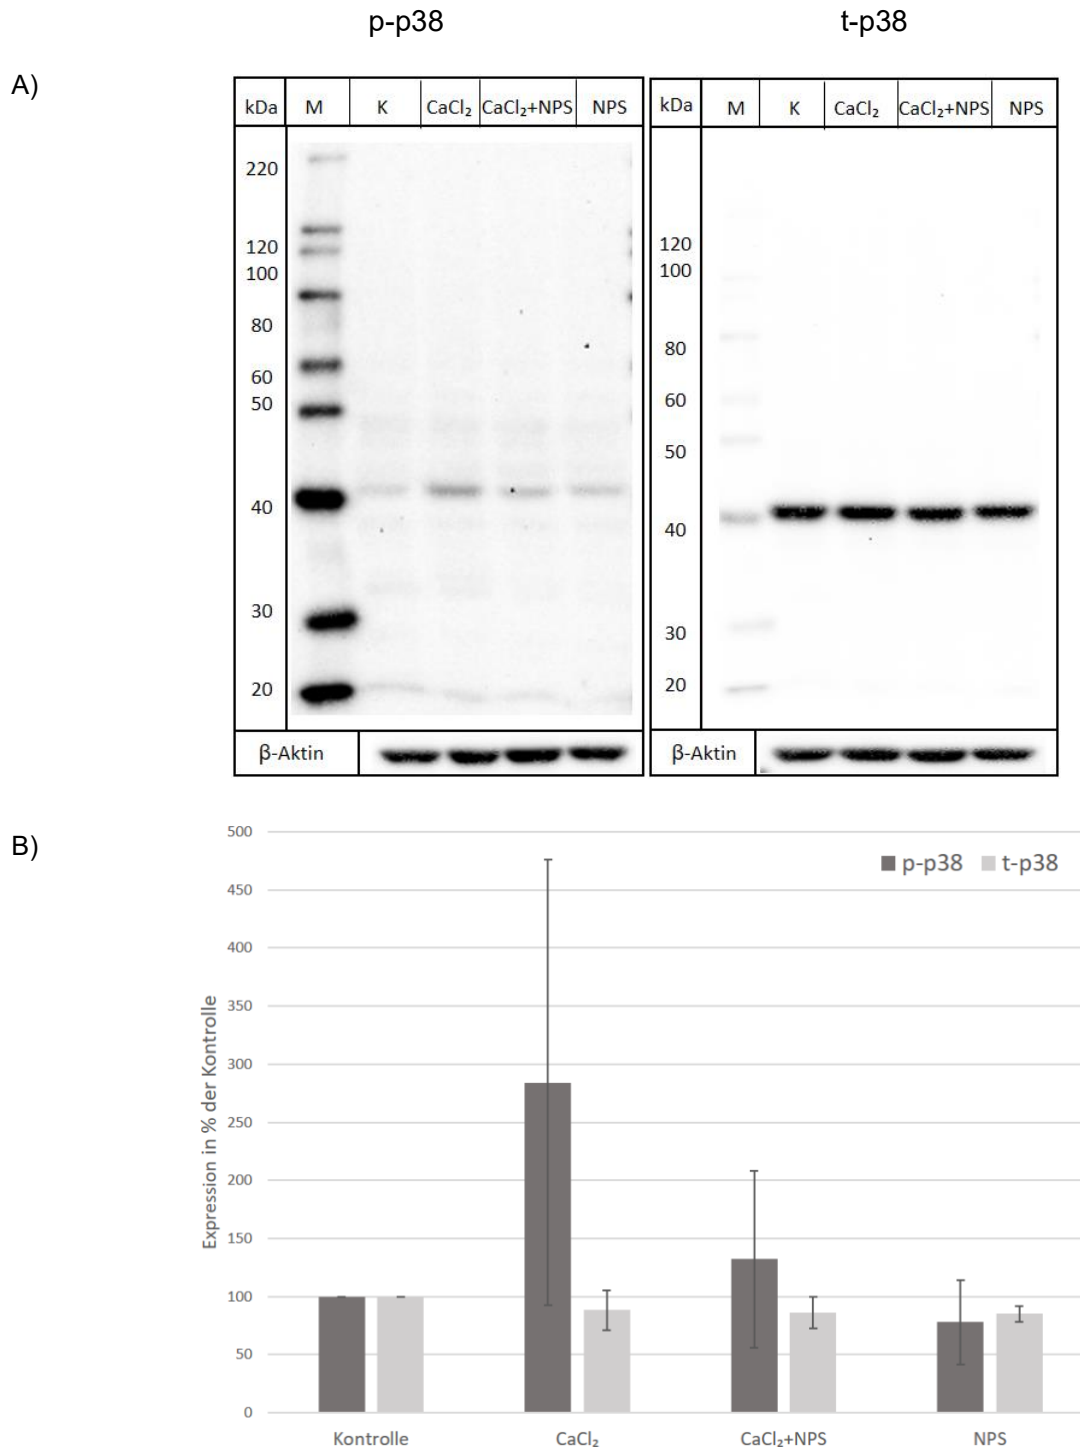 p-p38
t-p38
A)
kDa M K CaCl₂ CaCl₂+NPS NPS
220
120
100
80
60
50
40
30
20
β-Aktin
kDa M K CaCl₂ CaCl₂+NPS NPS
120
100
80
60
50
40
30
20
β-Aktin
B)
p-p38 t-p38
Expression in % der Kontrolle
500
450
400
350
300
250
200
150
100
50
0
Kontrolle CaCl₂ CaCl₂+NPS NPS